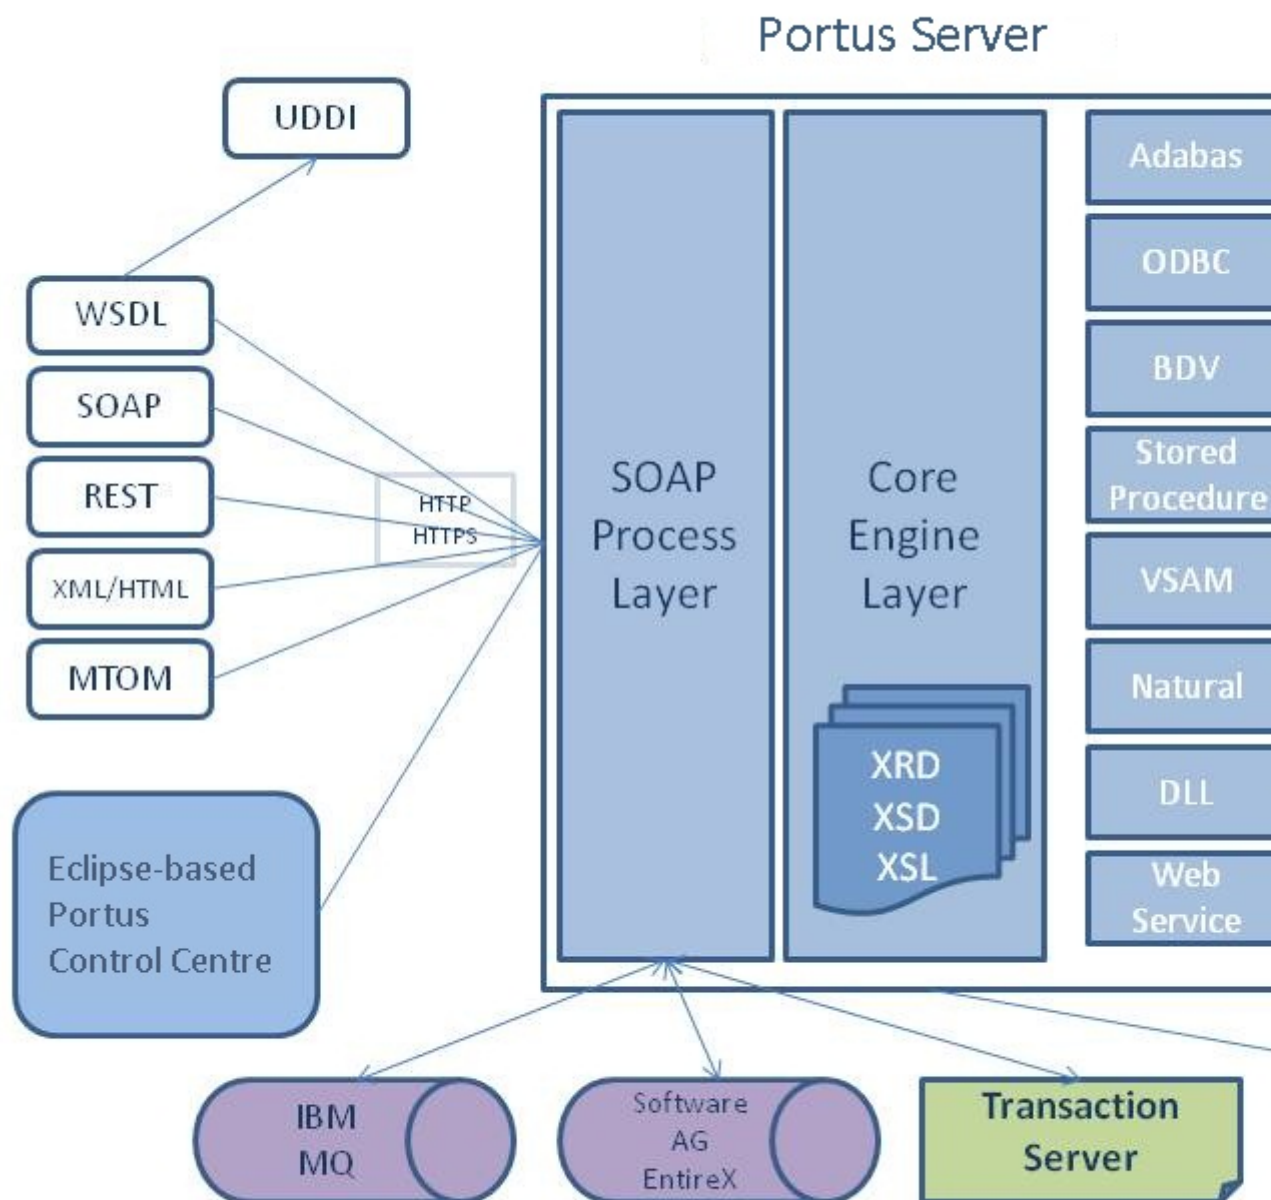 Portus Server
UDDI
WSDL
SOAP
REST
XML/HTML
MTOM
HTTP
HTTPS
Eclipse-based
Portus
Control Centre
SOAP
Process
Layer
Core
Engine
Layer
XRD
XSD
XSL
Adabas
ODBC
BDV
Stored
Procedure
VSAM
Natural
DLL
Web
Service
IBM
MQ
Software
AG
EntireX
Transaction
Server